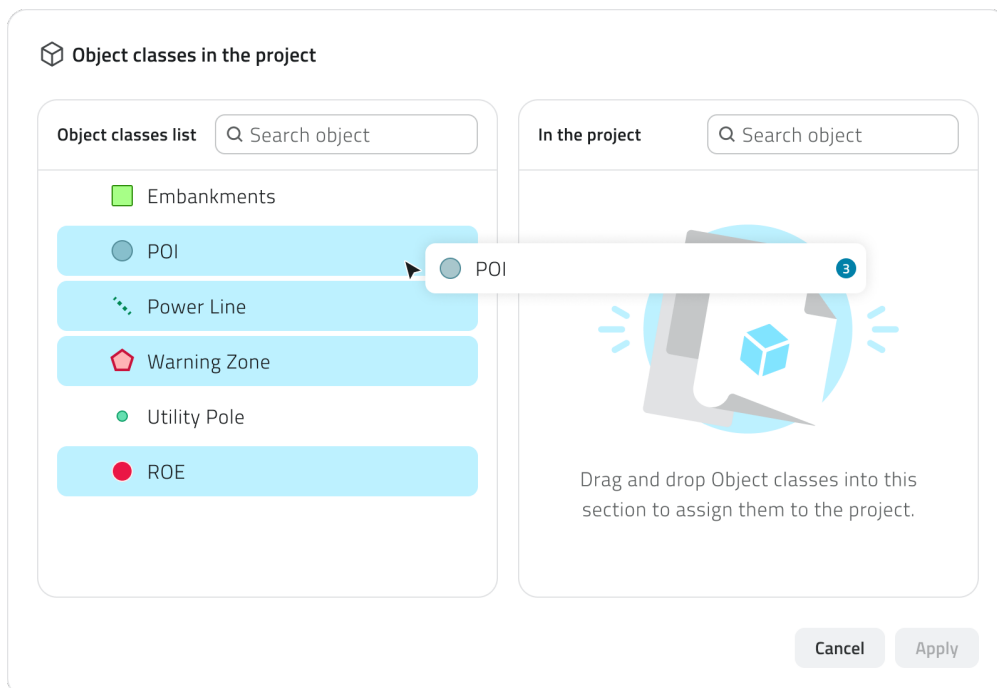 Object classes in the project
Object classes list
Search object
In the project
Search object
Embankments
POI
POI
3
Power Line
Warning Zone
Utility Pole
ROE
Drag and drop Object classes into this
section to assign them to the project.
Cancel
Apply